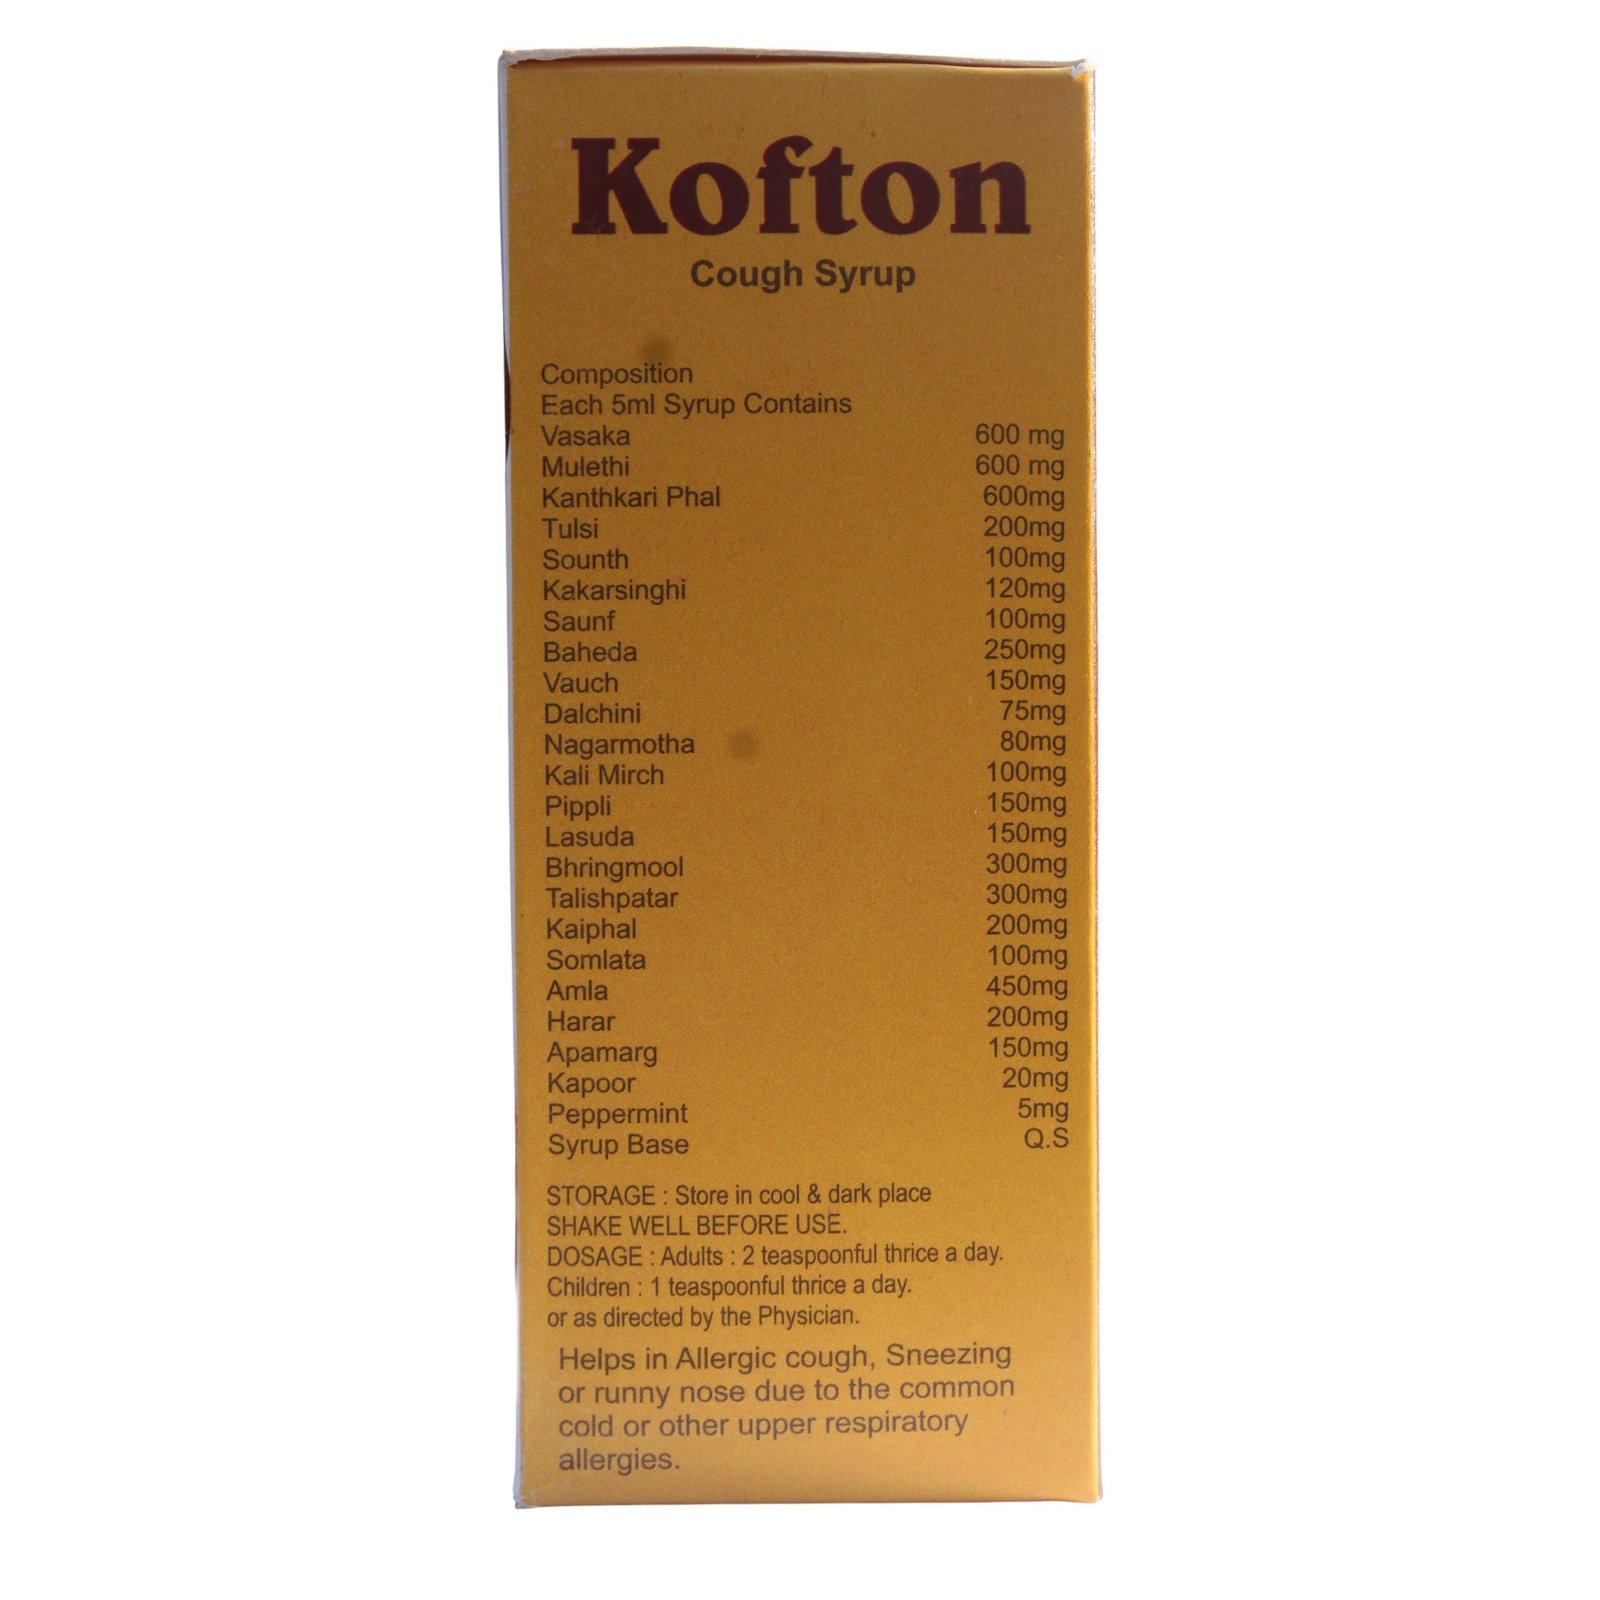 Kofton
Cough Syrup
Composition
Each 5ml Syrup Contains
Vasaka 600 mg
Mulethi 600 mg
Kanthkari Phal 600mg
Tulsi 200mg
Sounth 100mg
Kakarsinghi 120mg
Saunf 100mg
Baheda 250mg
Vauch 150mg
Dalchini 75mg
Nagarmotha 80mg
Kali Mirch 100mg
Pippli 150mg
Lasuda 150mg
Bhringmool 300mg
Talishpatar 300mg
Kaiphal 200mg
Somlata 100mg
Amla 450mg
Harar 200mg
Apamarg 150mg
Kapoor 20mg
Peppermint 5mg
Syrup Base Q.S
STORAGE : Store in cool & dark place
SHAKE WELL BEFORE USE.
DOSAGE : Adults : 2 teaspoonful thrice a day.
Children : 1 teaspoonful thrice a day.
or as directed by the Physician.
Helps in Allergic cough, Sneezing
or runny nose due to the common
cold or other upper respiratory
allergies.